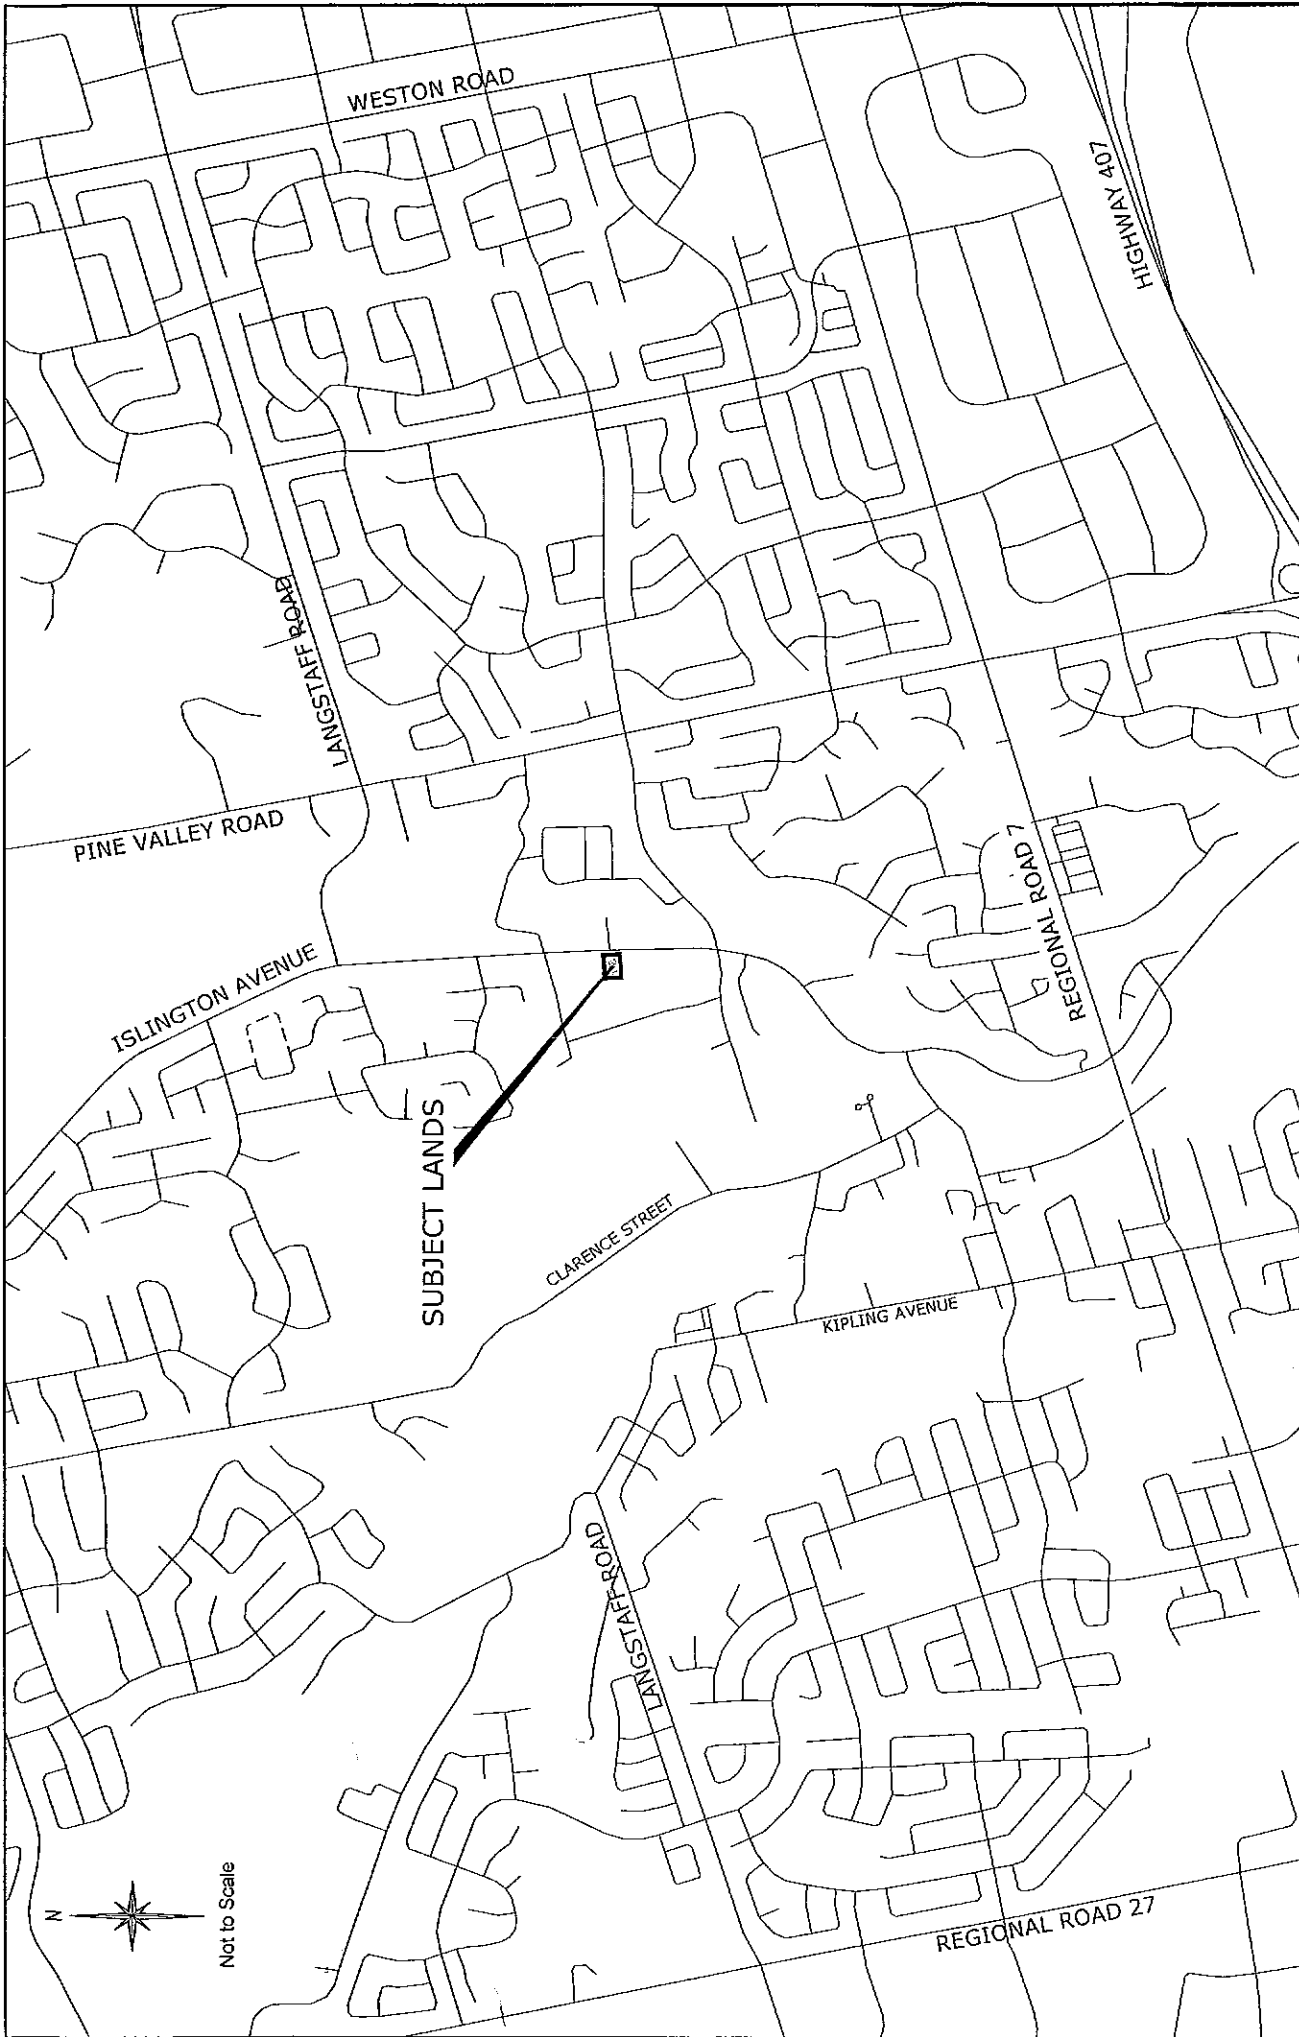 WESTON ROAD
HIGHWAY 407
LANGSTAFF ROAD
PINE VALLEY ROAD
REGIONAL ROAD 7
ISLINGTON AVENUE
SUBJECT LANDS
CLARENCE STREET
KIPLING AVENUE
LANGSTAFF ROAD
REGIONAL ROAD 27
N
Not to Scale